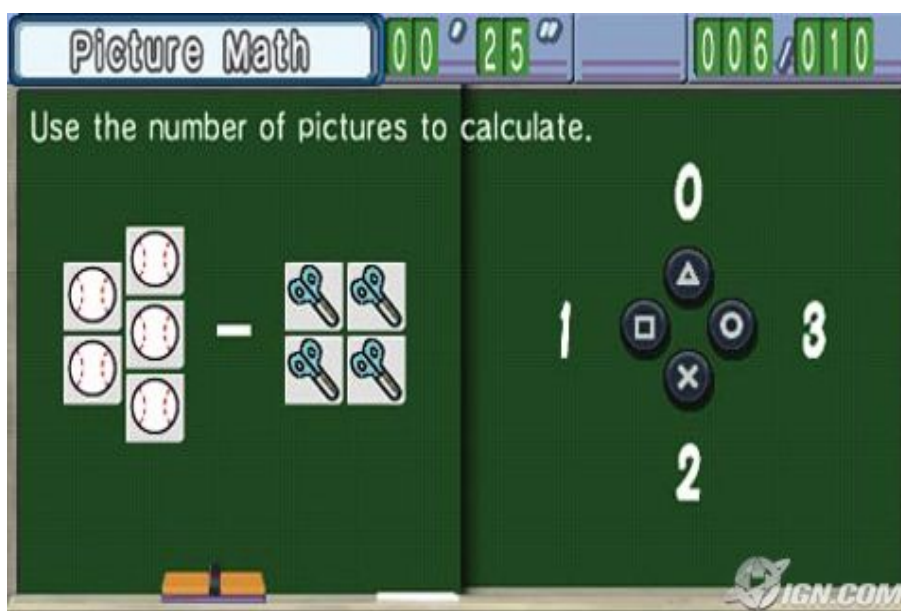 Picture Math 00 ' 25 " 006/010
Use the number of pictures to calculate.
0
1 3
2
IGN.COM